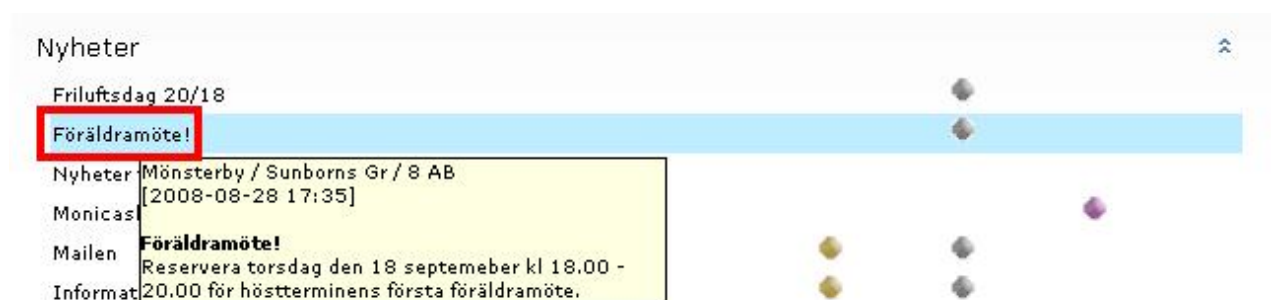 Nyheter
Friluftsdag 20/18
Föräldramöte!
Nyheter
Mönsterby / Sunborns Gr / 8 AB
[2008-08-28 17:35]
Monicas
Mailen
Föräldramöte!
Reservera torsdag den 18 septemeber kl 18.00 -
Informat
20.00 för höstterminens första föräldramöte.